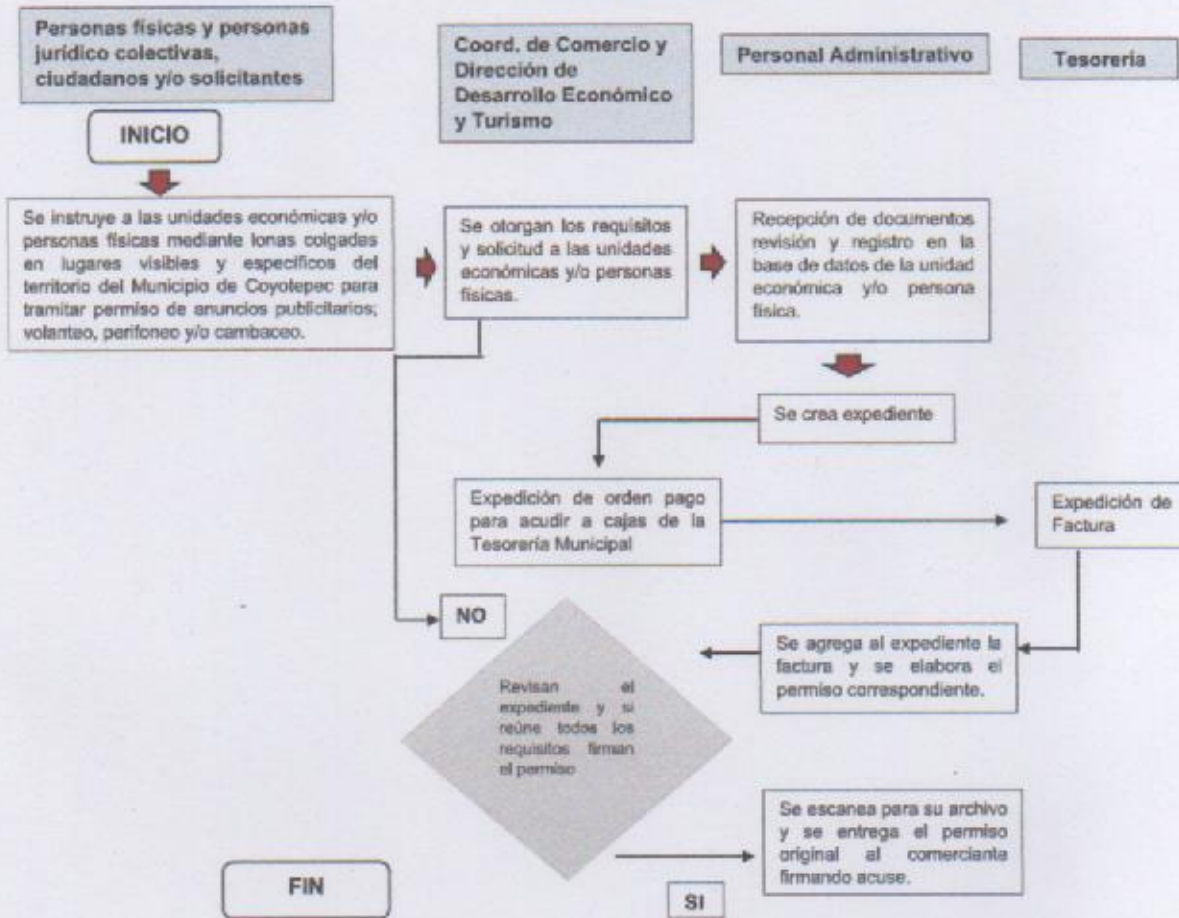 Personas físicas y personas
jurídico colectivas,
ciudadanos y/o solicitantes
Coord. de Comercio y
Dirección de
Desarrollo Económico
y Turismo
Personal Administrativo
Tesorería
INICIO
Se instruye a las unidades económicas y/o
personas físicas mediante lonas colgadas
en lugares visibles y específicos del
territorio del Municipio de Coyotepec para
tramitar permiso de anuncios publicitarios;
volanteo, perifoneo y/o cambaceo.
Se otorgan los requisitos
y solicitud a las unidades
económicas y/o personas
físicas.
Recepción de documentos
revisión y registro en la
base de datos de la unidad
económica y/o persona
física.
Se crea expediente
Expedición de orden pago
para acudir a cajas de la
Tesorería Municipal
Expedición de
Factura
NO
Se agrega al expediente la
factura y se elabora el
permiso correspondiente.
Revisan el
expediente y si
reúne todos los
requisitos firman
el permiso
Se escanea para su archivo
y se entrega el permiso
original al comerciante
firmando acuse.
FIN
SI